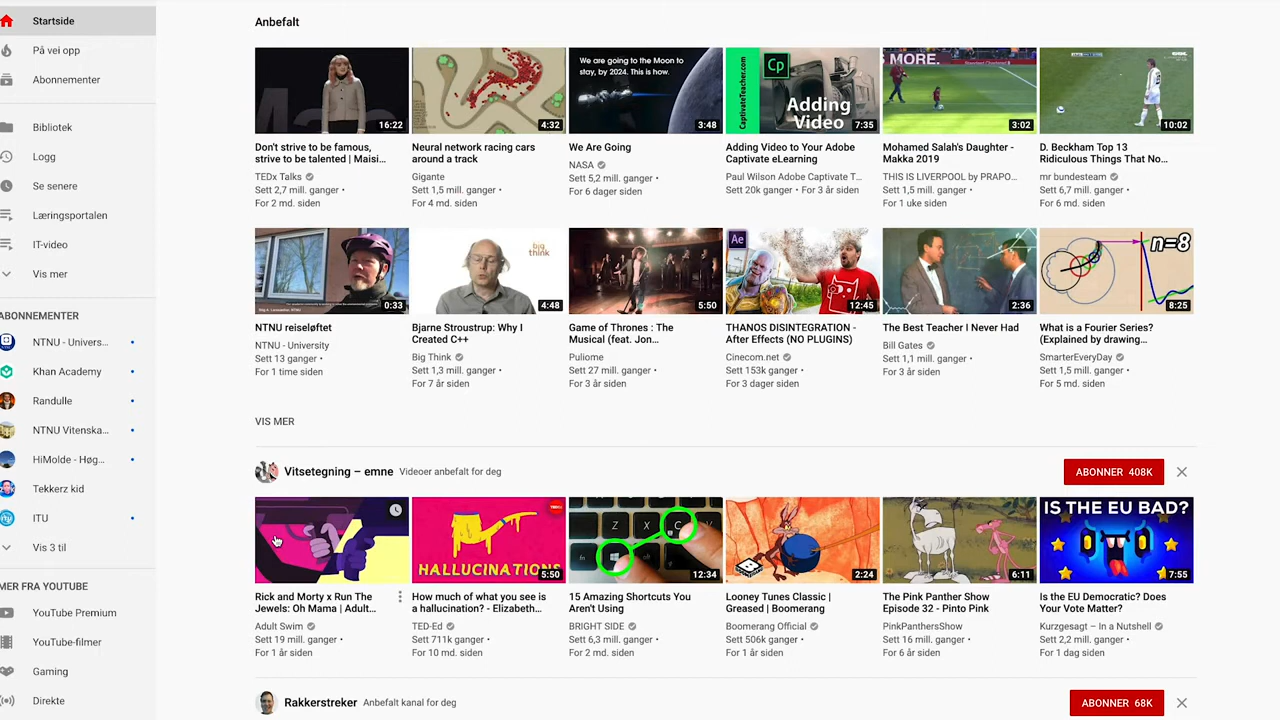 Startside
På vei opp
Abonnementer
Bibliotek
Logg
Se senere
Læringsportalen
IT-video
Vis mer
ABONNEMENTER
NTNU - Univers...
Khan Academy
Randulle
NTNU Vitenska...
HiMolde - Høg...
Tekkerz kid
ITU
Vis 3 til
MER FRA YOUTUBE
YouTube Premium
YouTube-filmer
Gaming
Direkte
Anbefalt
16:22
4:32
We are going to the Moon to
stay, by 2024. This is how.
3:48
CaptivateTeacher.com
Cp
Adding
Video
7:35
MORE.
3:02
10:02
Don't strive to be famous,
strive to be talented | Maisi...
TEDx Talks
Sett 2,7 mill. ganger •
For 2 md. siden
Neural network racing cars
around a track
Gigante
Sett 1,5 mill. ganger •
For 4 md. siden
We Are Going
NASA
Sett 5,2 mill. ganger •
For 6 dager siden
Adding Video to Your Adobe
Captivate eLearning
Paul Wilson Adobe Captivate T...
Sett 20k ganger • For 3 år siden
Mohamed Salah's Daughter -
Makka 2019
THIS IS LIVERPOOL by PRAPO...
Sett 1,5 mill. ganger •
For 1 uke siden
D. Beckham Top 13
Ridiculous Things That No...
mr bundesteam
Sett 6,7 mill. ganger •
For 6 md. siden
0:33
big
think
4:48
5:50
Ae
12:45
2:36
n=8
8:25
NTNU reiseløftet
NTNU - University
Sett 13 ganger •
For 1 time siden
Bjarne Stroustrup: Why I
Created C++
Big Think
Sett 1,3 mill. ganger •
For 7 år siden
Game of Thrones : The
Musical (feat. Jon...
Puliome
Sett 27 mill. ganger •
For 3 år siden
THANOS DISINTEGRATION -
After Effects (NO PLUGINS)
Cinecom.net
Sett 153k ganger •
For 3 dager siden
The Best Teacher I Never Had
Bill Gates
Sett 1,1 mill. ganger •
For 3 år siden
What is a Fourier Series?
(Explained by drawing...
SmarterEveryDay
Sett 1,5 mill. ganger •
For 5 md. siden
VIS MER
Vitsetegning – emne Videoer anbefalt for deg
ABONNER 408K
HALLUCINATIONS
5:50
Z X C V
fn
12:34
2:24
6:11
IS THE EU BAD?
7:55
Rick and Morty x Run The
Jewels: Oh Mama | Adult...
Adult Swim
Sett 19 mill. ganger •
For 1 år siden
How much of what you see is
a hallucination? - Elizabeth...
TED-Ed
Sett 711k ganger •
For 10 md. siden
15 Amazing Shortcuts You
Aren't Using
BRIGHT SIDE
Sett 6,3 mill. ganger •
For 2 md. siden
Looney Tunes Classic |
Greased | Boomerang
Boomerang Official
Sett 506k ganger •
For 1 år siden
The Pink Panther Show
Episode 32 - Pinto Pink
PinkPanthersShow
Sett 16 mill. ganger •
For 6 år siden
Is the EU Democratic? Does
Your Vote Matter?
Kurzgesagt – In a Nutshell
Sett 2,2 mill. ganger •
For 1 dag siden
Rakkerstreker Anbefalt kanal for deg
ABONNER 68K